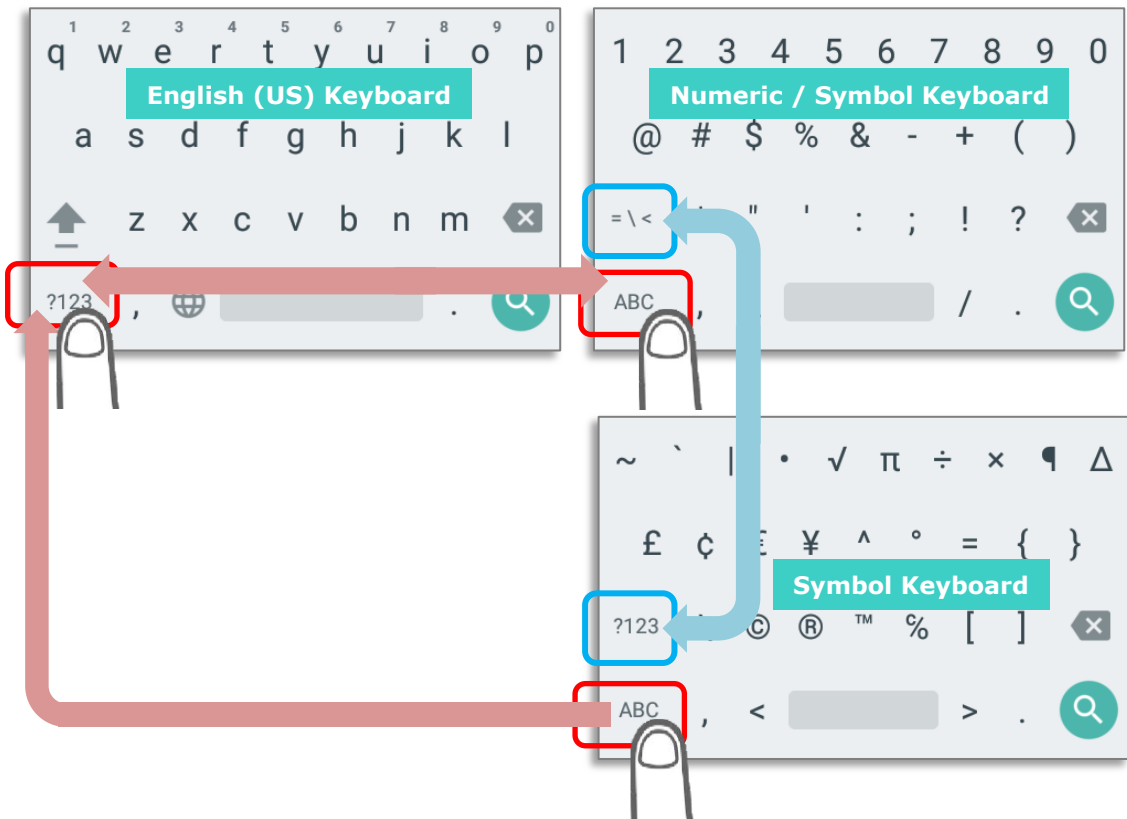 1 2 3 4 5 6 7 8 9 0
q w e r t y u i o p
English (US) Keyboard
a s d f g h j k l
z x c v b n m
?123 , .
1 2 3 4 5 6 7 8 9 0
Numeric / Symbol Keyboard
@ # $ % & - + ( )
= \ < " ' : ; ! ?
ABC , / .
~ ` | • √ π ÷ × ¶ Δ
£ ¢ € ¥ ^ ° = { }
Symbol Keyboard
?123 © ® ™ ℅ [ ]
ABC , < > .